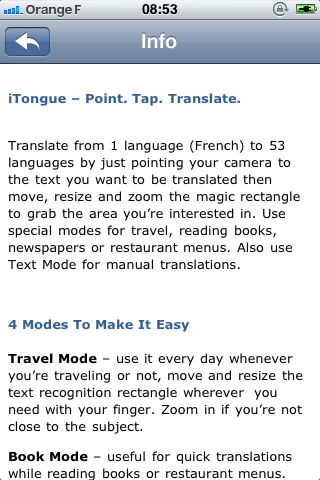 Orange F 08:53
Info
iTongue – Point. Tap. Translate.
Translate from 1 language (French) to 53
languages by just pointing your camera to
the text you want to be translated then
move, resize and zoom the magic rectangle
to grab the area you’re interested in. Use
special modes for travel, reading books,
newspapers or restaurant menus. Also use
Text Mode for manual translations.
4 Modes To Make It Easy
Travel Mode – use it every day whenever
you’re traveling or not, move and resize the
text recognition rectangle wherever you
need with your finger. Zoom in if you’re not
close to the subject.
Book Mode – useful for quick translations
while reading books or restaurant menus.